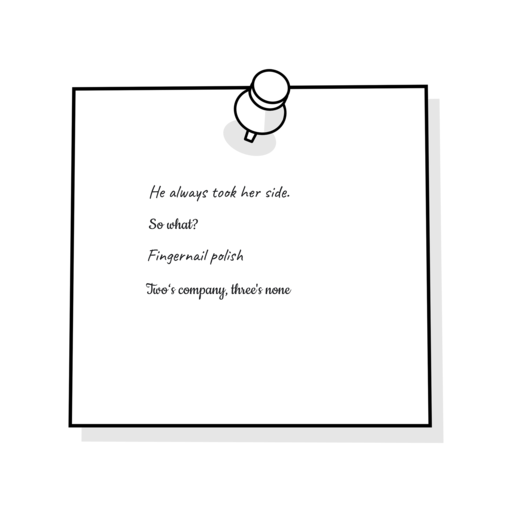 He always took her side.
So what?
Fingernail polish
Two's company, three's none